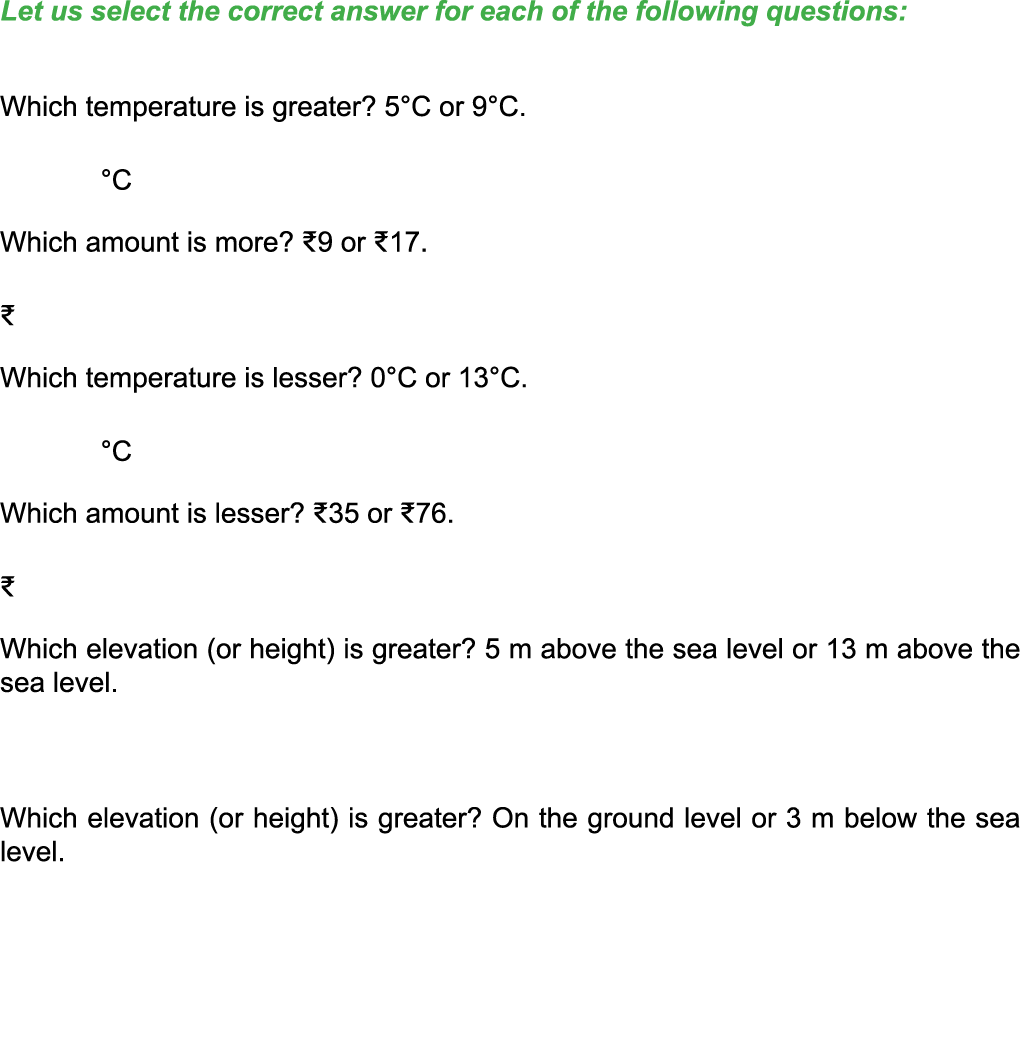 Let us select the correct answer for each of the following questions:
Which temperature is greater? 5°C or 9°C.
°C
Which amount is more? ₹9 or ₹17.
₹
Which temperature is lesser? 0°C or 13°C.
°C
Which amount is lesser? ₹35 or ₹76.
₹
Which elevation (or height) is greater? 5 m above the sea level or 13 m above the
sea level.
Which elevation (or height) is greater? On the ground level or 3 m below the sea
level.